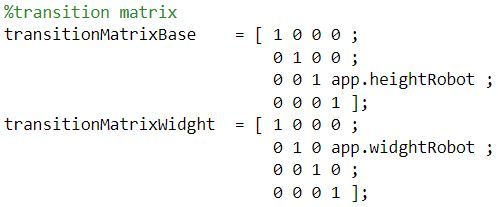 %transition matrix
transitionMatrixBase = [ 1 0 0 0 ;
0 1 0 0 ;
0 0 1 app.heightRobot ;
0 0 0 1 ];
transitionMatrixWidght = [ 1 0 0 0 ;
0 1 0 app.widghtRobot ;
0 0 1 0 ;
0 0 0 1 ];